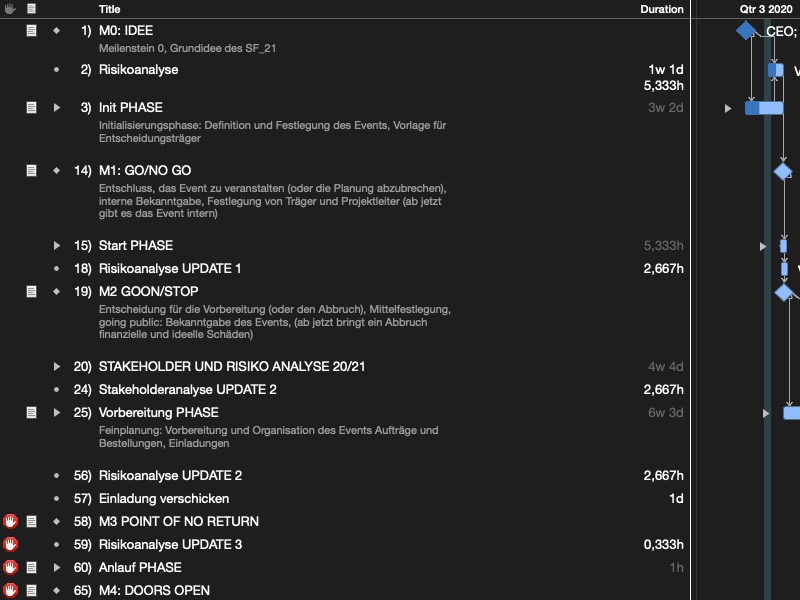 Title Duration Qtr 3 2020
1) M0: IDEE CEO;
Meilenstein 0, Grundidee des SF_21
2) Risikoanalyse 1w 1d
5,333h
3) Init PHASE 3w 2d
Initialisierungsphase: Definition und Festlegung des Events, Vorlage für
Entscheidungsträger
14) M1: GO/NO GO
Entschluss, das Event zu veranstalten (oder die Planung abzubrechen),
interne Bekanntgabe, Festlegung von Träger und Projektleiter (ab jetzt
gibt es das Event intern)
15) Start PHASE 5,333h
18) Risikoanalyse UPDATE 1 2,667h
19) M2 GOON/STOP
Entscheidung für die Vorbereitung (oder den Abbruch), Mittelfestlegung,
going public: Bekanntgabe des Events, (ab jetzt bringt ein Abbruch
finanzielle und ideelle Schäden)
20) STAKEHOLDER UND RISIKO ANALYSE 20/21 4w 4d
24) Stakeholderanalyse UPDATE 2 2,667h
25) Vorbereitung PHASE 6w 3d
Feinplanung: Vorbereitung und Organisation des Events Aufträge und
Bestellungen, Einladungen
56) Risikoanalyse UPDATE 2 2,667h
57) Einladung verschicken 1d
58) M3 POINT OF NO RETURN
59) Risikoanalyse UPDATE 3 0,333h
60) Anlauf PHASE 1h
65) M4: DOORS OPEN